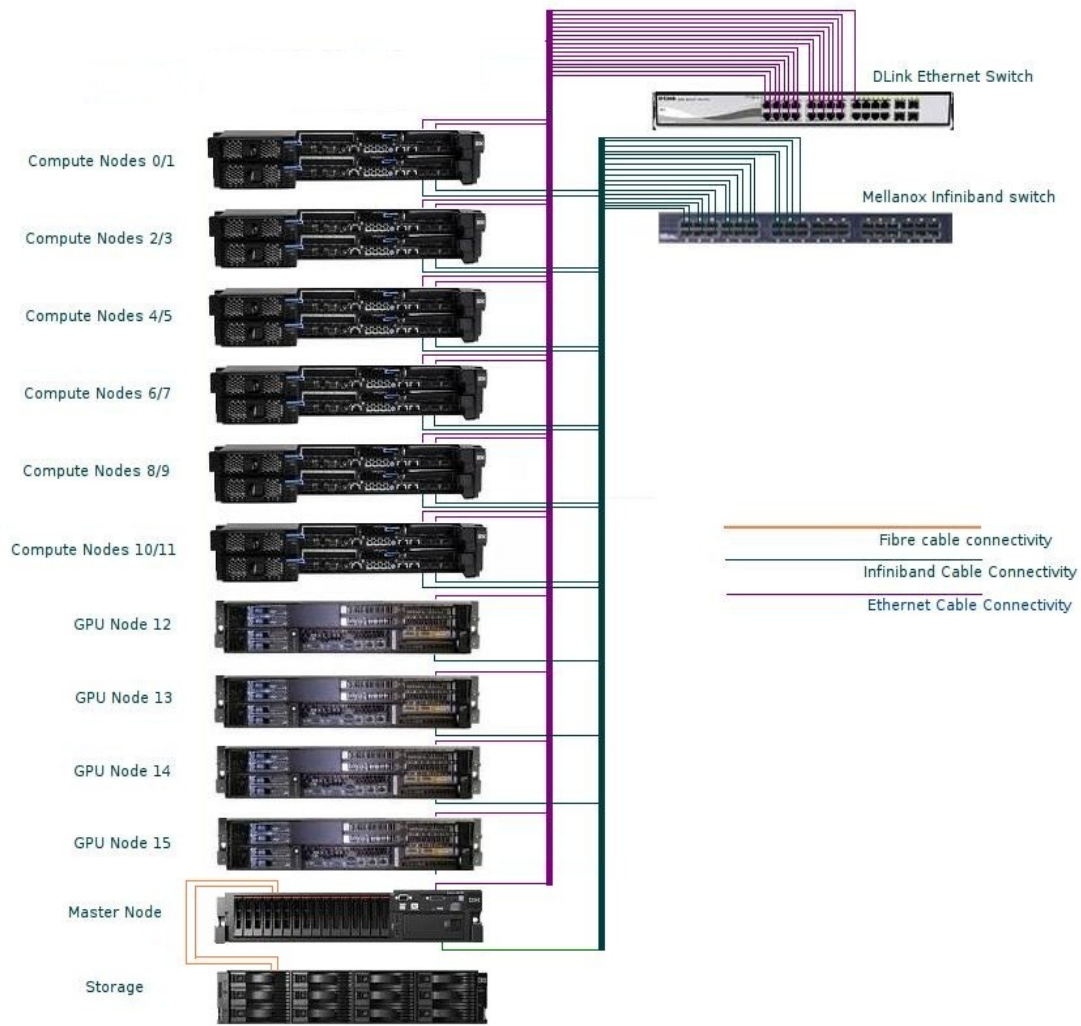 DLink Ethernet Switch
Compute Nodes 0/1
Mellanox Infiniband switch
Compute Nodes 2/3
Compute Nodes 4/5
Compute Nodes 6/7
Compute Nodes 8/9
Compute Nodes 10/11
Fibre cable connectivity
Infiniband Cable Connectivity
Ethernet Cable Connectivity
GPU Node 12
GPU Node 13
GPU Node 14
GPU Node 15
Master Node
Storage